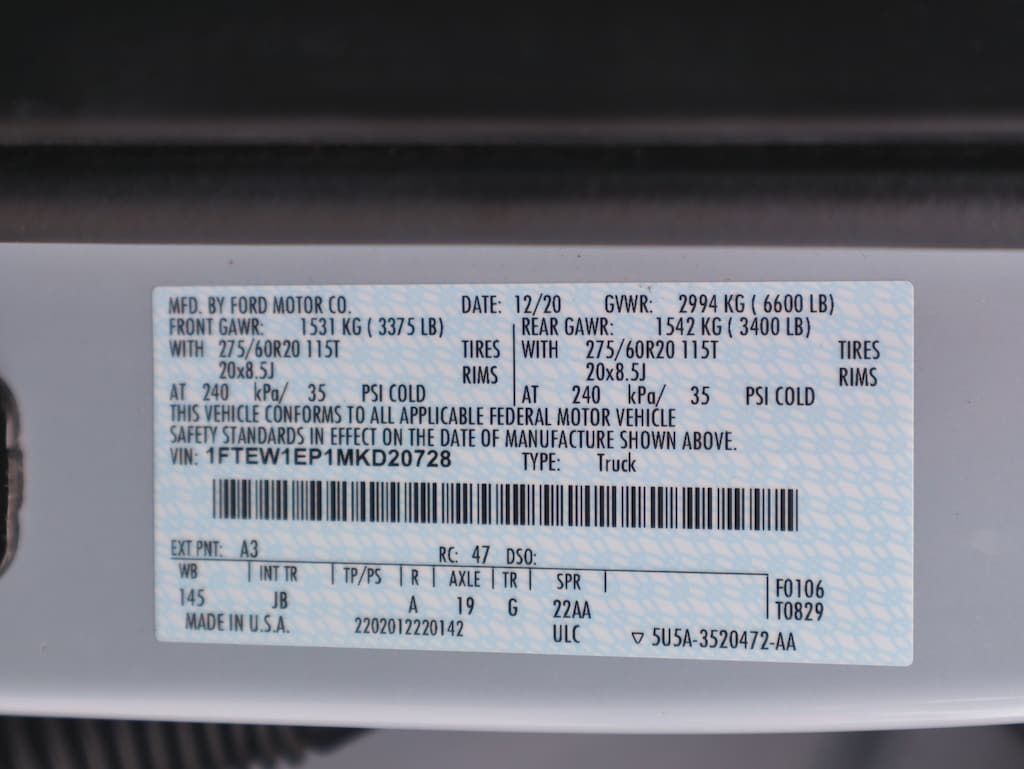 MFD. BY FORD MOTOR CO. DATE: 12/20 GVWR: 2994 KG ( 6600 LB)
FRONT GAWR: 1531 KG ( 3375 LB) REAR GAWR: 1542 KG ( 3400 LB)
WITH 275/60R20 115T TIRES WITH 275/60R20 115T TIRES
20x8.5J RIMS 20x8.5J RIMS
AT 240 kPa/ 35 PSI COLD AT 240 kPa/ 35 PSI COLD
THIS VEHICLE CONFORMS TO ALL APPLICABLE FEDERAL MOTOR VEHICLE
SAFETY STANDARDS IN EFFECT ON THE DATE OF MANUFACTURE SHOWN ABOVE.
VIN: 1FTEW1EP1MKD20728 TYPE: Truck
EXT PNT: A3 RC: 47 DSO:
WB INT TR TP/PS R AXLE TR SPR F0106
145 JB A 19 G 22AA T0829
MADE IN U.S.A. 2202012220142 ULC ▽ 5U5A-3520472-AA